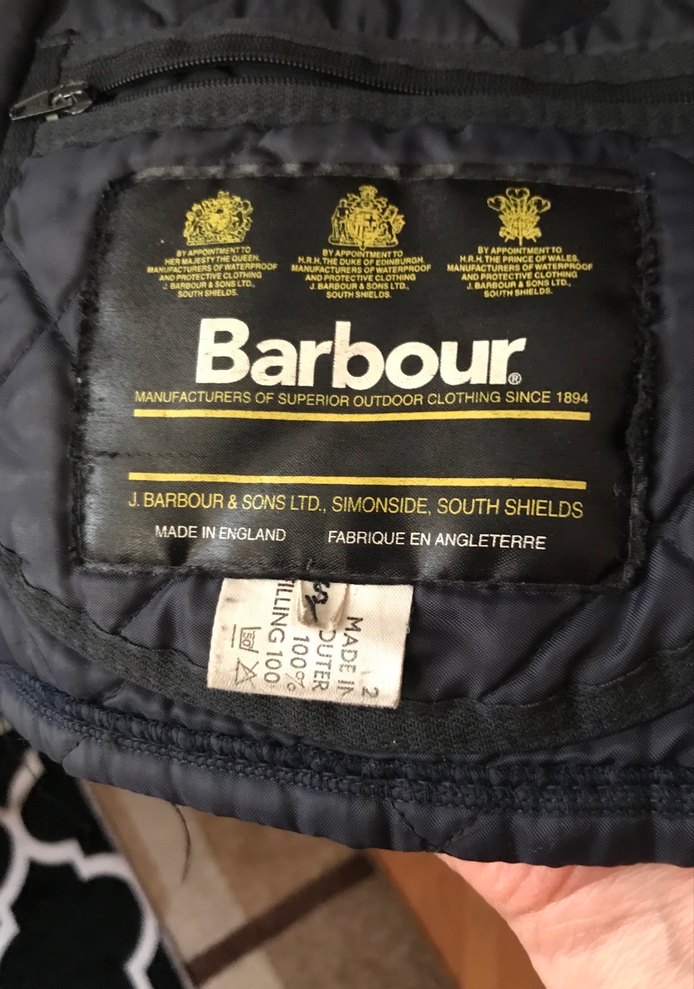 BY APPOINTMENT TO
HER MAJESTY THE QUEEN,
MANUFACTURERS OF WATERPROOF
AND PROTECTIVE CLOTHING
J. BARBOUR & SONS LTD.,
SOUTH SHIELDS.
BY APPOINTMENT TO
H.R.H. THE DUKE OF EDINBURGH,
MANUFACTURERS OF WATERPROOF
AND PROTECTIVE CLOTHING
J. BARBOUR & SONS LTD.,
SOUTH SHIELDS.
BY APPOINTMENT TO
H.R.H. THE PRINCE OF WALES,
MANUFACTURERS OF WATERPROOF
AND PROTECTIVE CLOTHING
J. BARBOUR & SONS LTD.,
SOUTH SHIELDS.
Barbour®
MANUFACTURERS OF SUPERIOR OUTDOOR CLOTHING SINCE 1894
J. BARBOUR & SONS LTD., SIMONSIDE, SOUTH SHIELDS
MADE IN ENGLAND FABRIQUE EN ANGLETERRE
2
MADE IN
OUTER
100%
FILLING 100
50